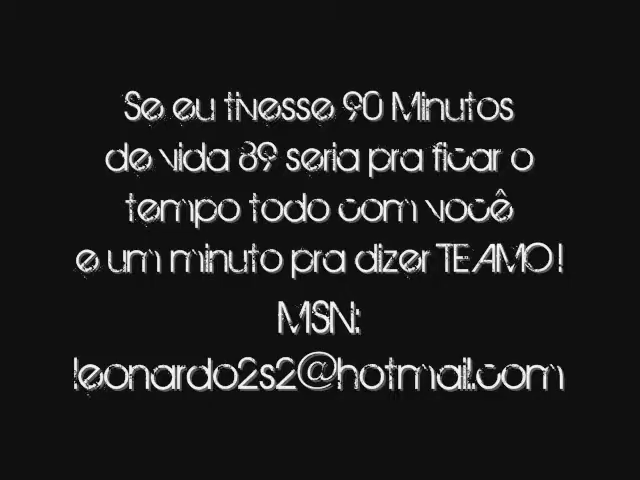 Se eu tivesse 90 Minutos
de vida 89 seria pra ficar o
tempo todo com você
e um minuto pra dizer TE AMO!
MSN:
leonardo2s2@hotmail.com